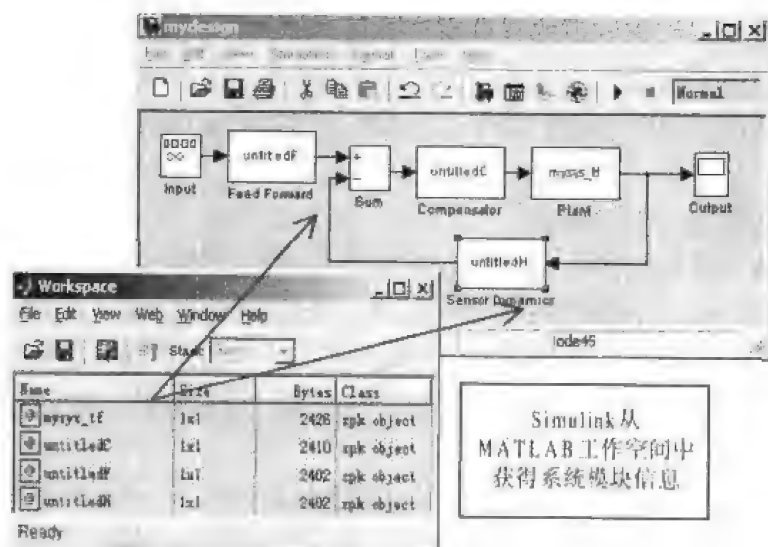 mydesign
Normal
untitledF
untitledC
Input
Feed Forward
Sum
Compensator
Plant
Output
untitledH
Sensor Dynamics
ode45
Workspace
File Edit View Web Window Help
Stack:
Name Size Bytes Class
1x1 2426 zpk object
untitledC 1x1 2410 zpk object
untitledF 1x1 2402 zpk object
untitledH 1x1 2402 zpk object
Ready
Simulink从
MATLAB工作空间中
获得系统模块信息